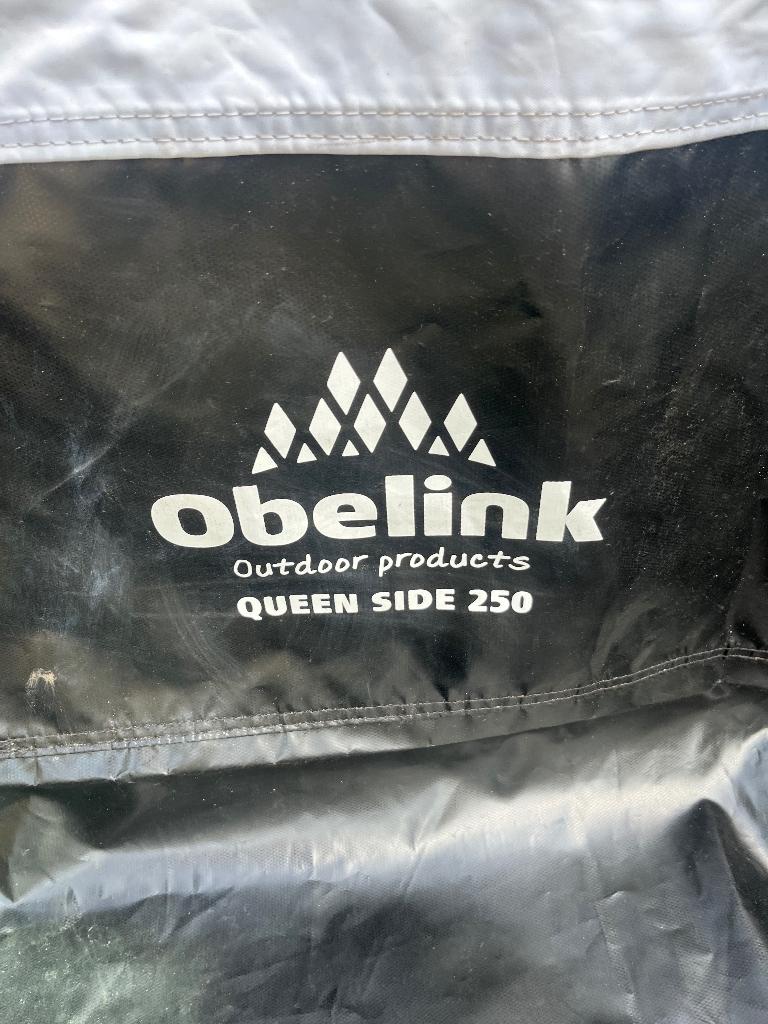 Obelink
Outdoor products
QUEEN SIDE 250